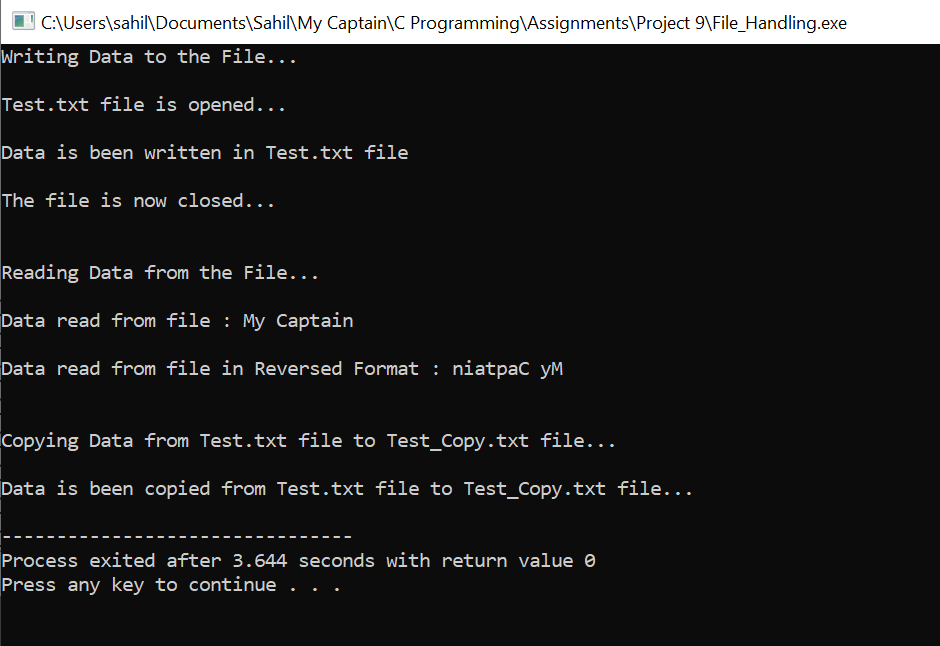 C:\Users\sahil\Documents\Sahil\My Captain\C Programming\Assignments\Project 9\File_Handling.exe
Writing Data to the File...
Test.txt file is opened...
Data is been written in Test.txt file
The file is now closed...
Reading Data from the File...
Data read from file : My Captain
Data read from file in Reversed Format : niatpaC yM
Copying Data from Test.txt file to Test_Copy.txt file...
Data is been copied from Test.txt file to Test_Copy.txt file...
--------------------------------
Process exited after 3.644 seconds with return value 0
Press any key to continue . . .